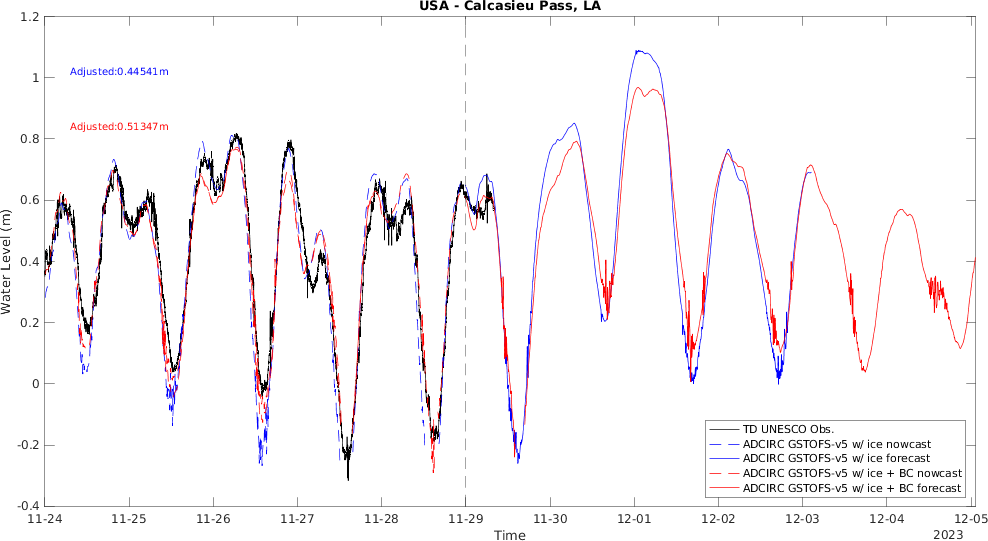 USA - Calcasieu Pass, LA
1.2
1
0.8
0.6
0.4
0.2
0
-0.2
-0.4
Water Level (m)
Adjusted:0.44541m
Adjusted:0.51347m
TD UNESCO Obs.
ADCIRC GSTOFS-v5 w/ ice nowcast
ADCIRC GSTOFS-v5 w/ ice forecast
ADCIRC GSTOFS-v5 w/ ice + BC nowcast
ADCIRC GSTOFS-v5 w/ ice + BC forecast
11-24 11-25 11-26 11-27 11-28 11-29 11-30 12-01 12-02 12-03 12-04 12-05
Time
2023